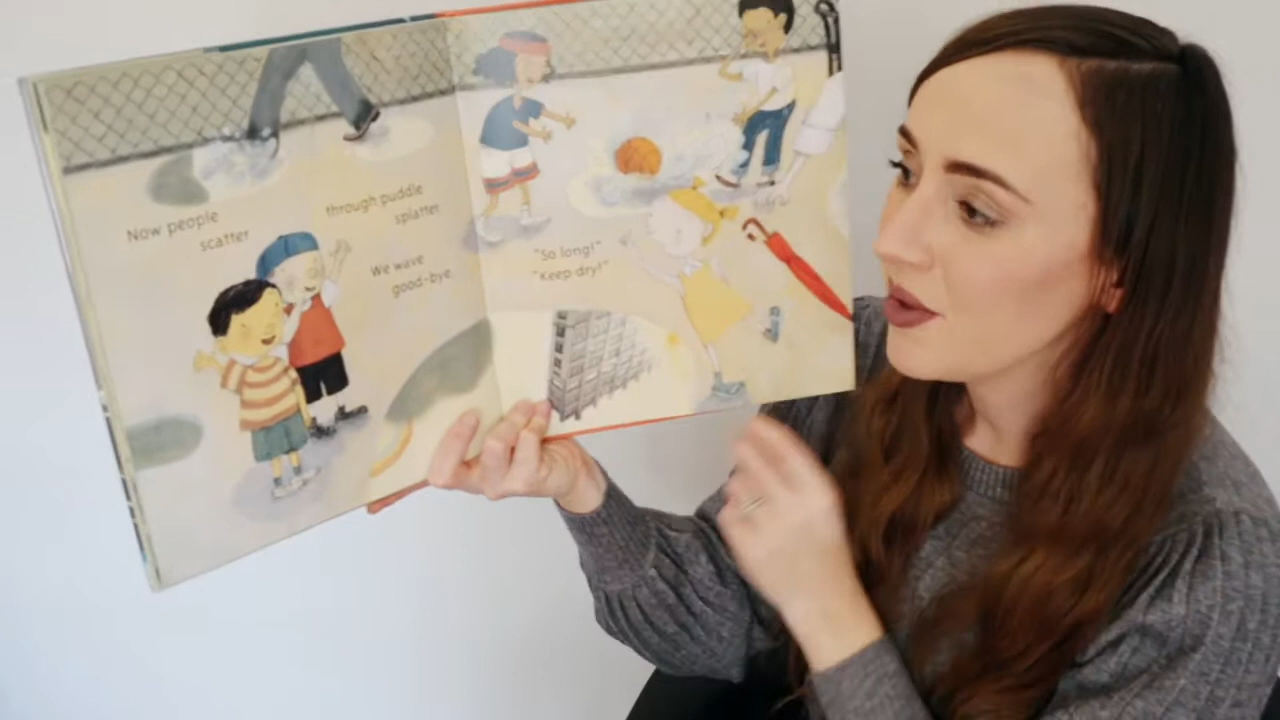 Now people
scatter
through puddle
splatter.
We wave
good-bye.
"So long!"
"Keep dry!"